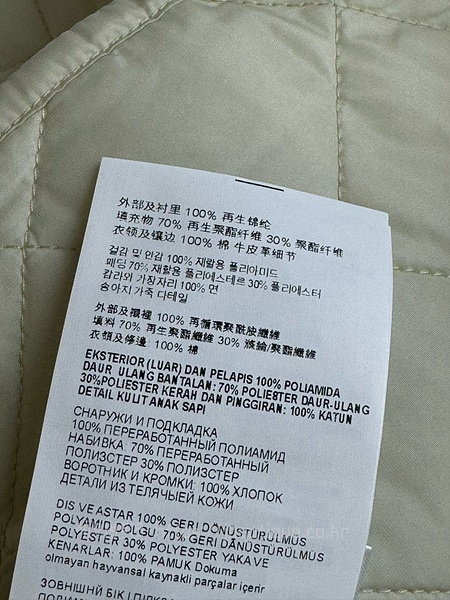 外部及衬里 100% 再生锦纶
填充物 70% 再生聚酯纤维 30% 聚酯纤维
衣领及镶边 100% 棉 牛皮革细节
겉감 및 안감 100% 재활용 폴리아미드
패딩 70% 재활용 폴리에스테르 30% 폴리에스터
칼라와 가장자리 100% 면
송아지 가죽 디테일
外部及襯裡 100% 再循環聚酰胺纖維
填料 70% 再生聚酯纖維 30% 滌綸/聚酯纖維
衣領及修邊: 100% 棉
EKSTERIOR (LUAR) DAN PELAPIS 100% POLIAMIDA
DAUR ULANG BANTALAN: 70% POLIESTER DAUR-ULANG
30%POLIESTER KERAH DAN PINGGIRAN: 100% KATUN
DETAIL KULIT ANAK SAPI
СНАРУЖИ И ПОДКЛАДКА
100% ПЕРЕРАБОТАННЫЙ ПОЛИАМИД
НАБИВКА: 70% ПЕРЕРАБОТАННЫЙ
ПОЛИЭСТЕР 30% ПОЛИЭСТЕР
ВОРОТНИК И КРОМКИ: 100% ХЛОПОК
ДЕТАЛИ ИЗ ТЕЛЯЧЬЕЙ КОЖИ
DIS VE ASTAR 100% GERI DÖNÜSTÜRÜLMÜS
POLYAMID DOLGU: 70% GERI DÂNÜSTÜRÜLMÜS
POLYESTER 30% POLYESTER YAKA VE
KENARLAR: 100% PAMUK Dokuma
olmayan hayvansal kaynakli parçalar içerir
ЗОВНІШНІЙ БІК І